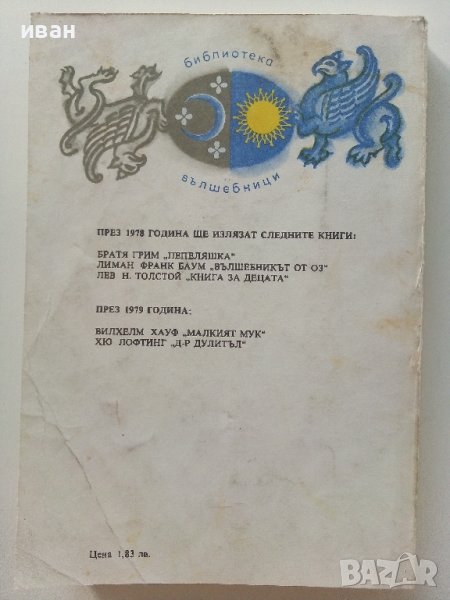 иван
библиотека
вълшебници
ПРЕЗ 1978 ГОДИНА ЩЕ ИЗЛЯЗАТ СЛЕДНИТЕ КНИГИ:
БРАТЯ ГРИМ „ПЕПЕЛЯШКА“
ЛИМАН ФРАНК БАУМ „ВЪЛШЕБНИКЪТ ОТ ОЗ“
ЛЕВ Н. ТОЛСТОЙ „КНИГА ЗА ДЕЦАТА“
ПРЕЗ 1979 ГОДИНА:
ВИЛХЕЛМ ХАУФ „МАЛКИЯТ МУК“
ХЮ ЛОФТИНГ „Д-Р ДУЛИТЪЛ“
Цена 1,83 лв.
BAZAR